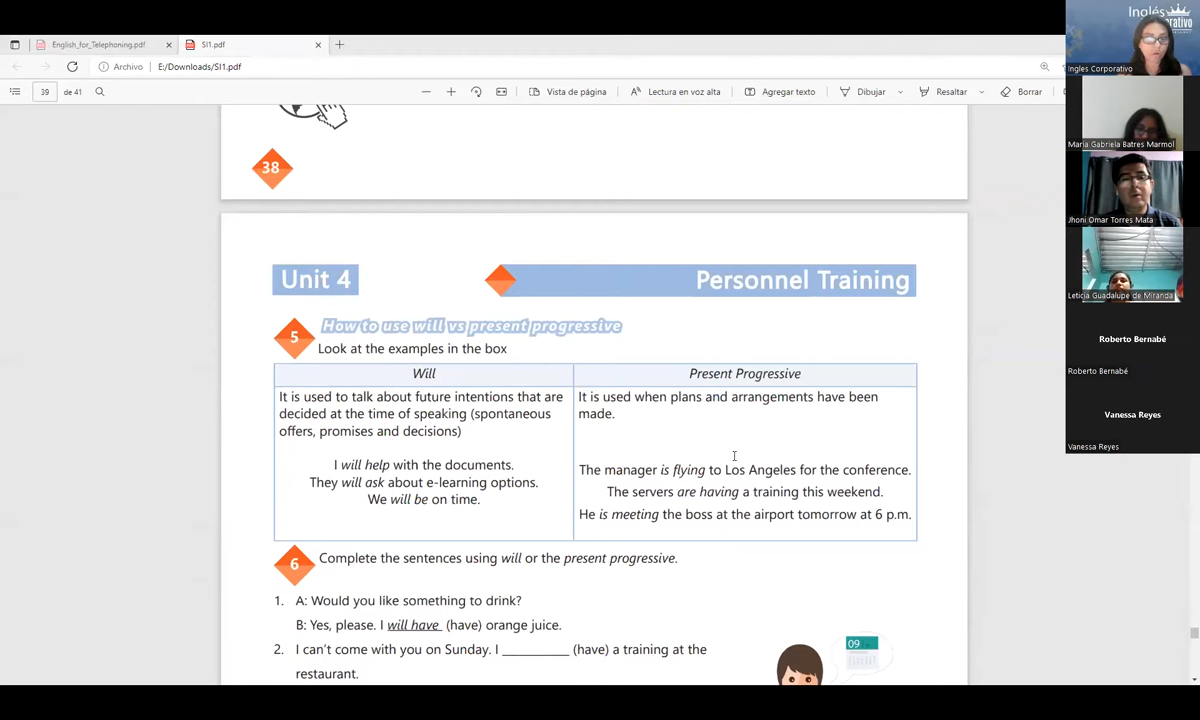 English_for_Telephoning.pdf
SI1.pdf
Archivo
E:/Downloads/SI1.pdf
39
de 41
Vista de página
Lectura en voz alta
Agregar texto
Dibujar
Resaltar
Borrar
38
Unit 4
Personnel Training
5
How to use will vs present progressive
Look at the examples in the box
Will
Present Progressive
It is used to talk about future intentions that are
decided at the time of speaking (spontaneous
offers, promises and decisions)
I will help with the documents.
They will ask about e-learning options.
We will be on time.
It is used when plans and arrangements have been
made.
The manager is flying to Los Angeles for the conference.
The servers are having a training this weekend.
He is meeting the boss at the airport tomorrow at 6 p.m.
6
Complete the sentences using will or the present progressive.
1. A: Would you like something to drink?
B: Yes, please. I will have (have) orange juice.
2. I can't come with you on Sunday. I __________ (have) a training at the
restaurant.
09
Inglés
Ingles Corporativo
Maria Gabriela Batres Marmol
Jhoni Omar Torres Mata
Leticia Guadalupe de Miranda
Roberto Bernabé
Roberto Bernabé
Vanessa Reyes
Vanessa Reyes